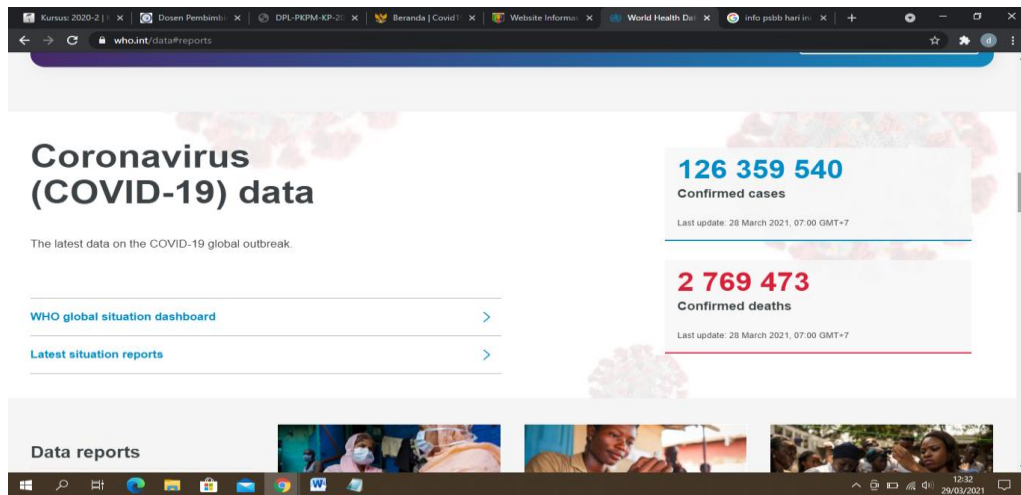 Kursus: 2020-2 |
Dosen Pembimbi
DPL-PKPM-KP-20
Beranda | Covid1
Website Informas
World Health Dat
info psbb hari ini
who.int/data#reports
Coronavirus
(COVID-19) data
The latest data on the COVID-19 global outbreak.
WHO global situation dashboard
Latest situation reports
126 359 540
Confirmed cases
Last update: 28 March 2021, 07:00 GMT+7
2 769 473
Confirmed deaths
Last update: 28 March 2021, 07:00 GMT+7
Data reports
12:32
29/03/2021